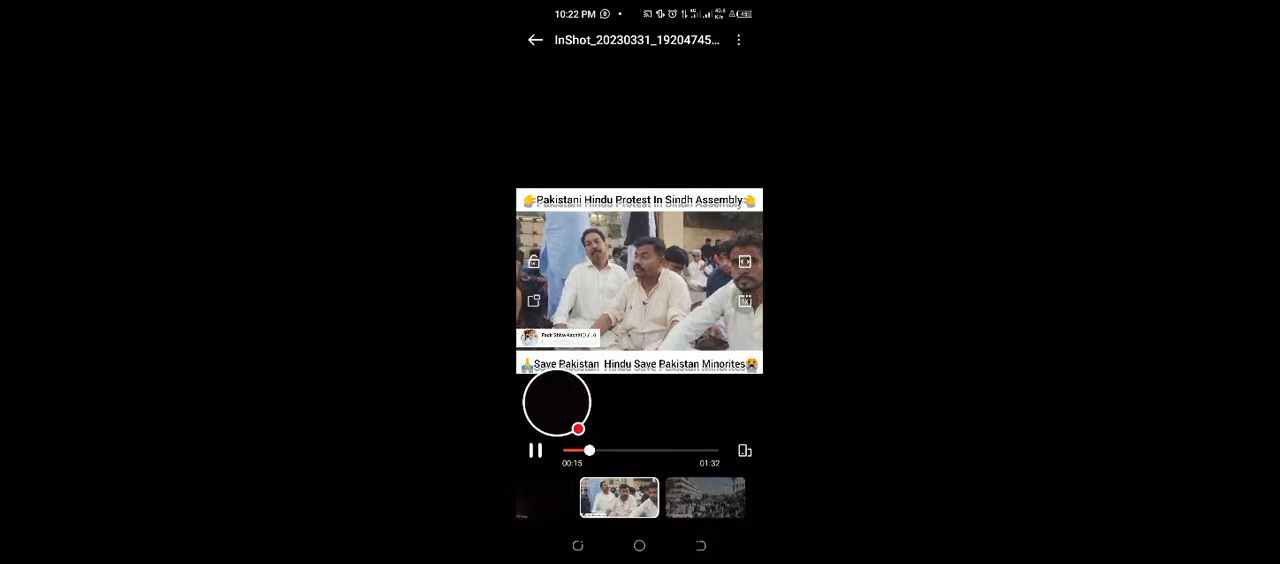 10:22 PM
InShot_20230331_19204745...
Pakistani Hindu Protest In Sindh Assembly
Save Pakistan Hindu Save Pakistan Minorites
00:15
01:32